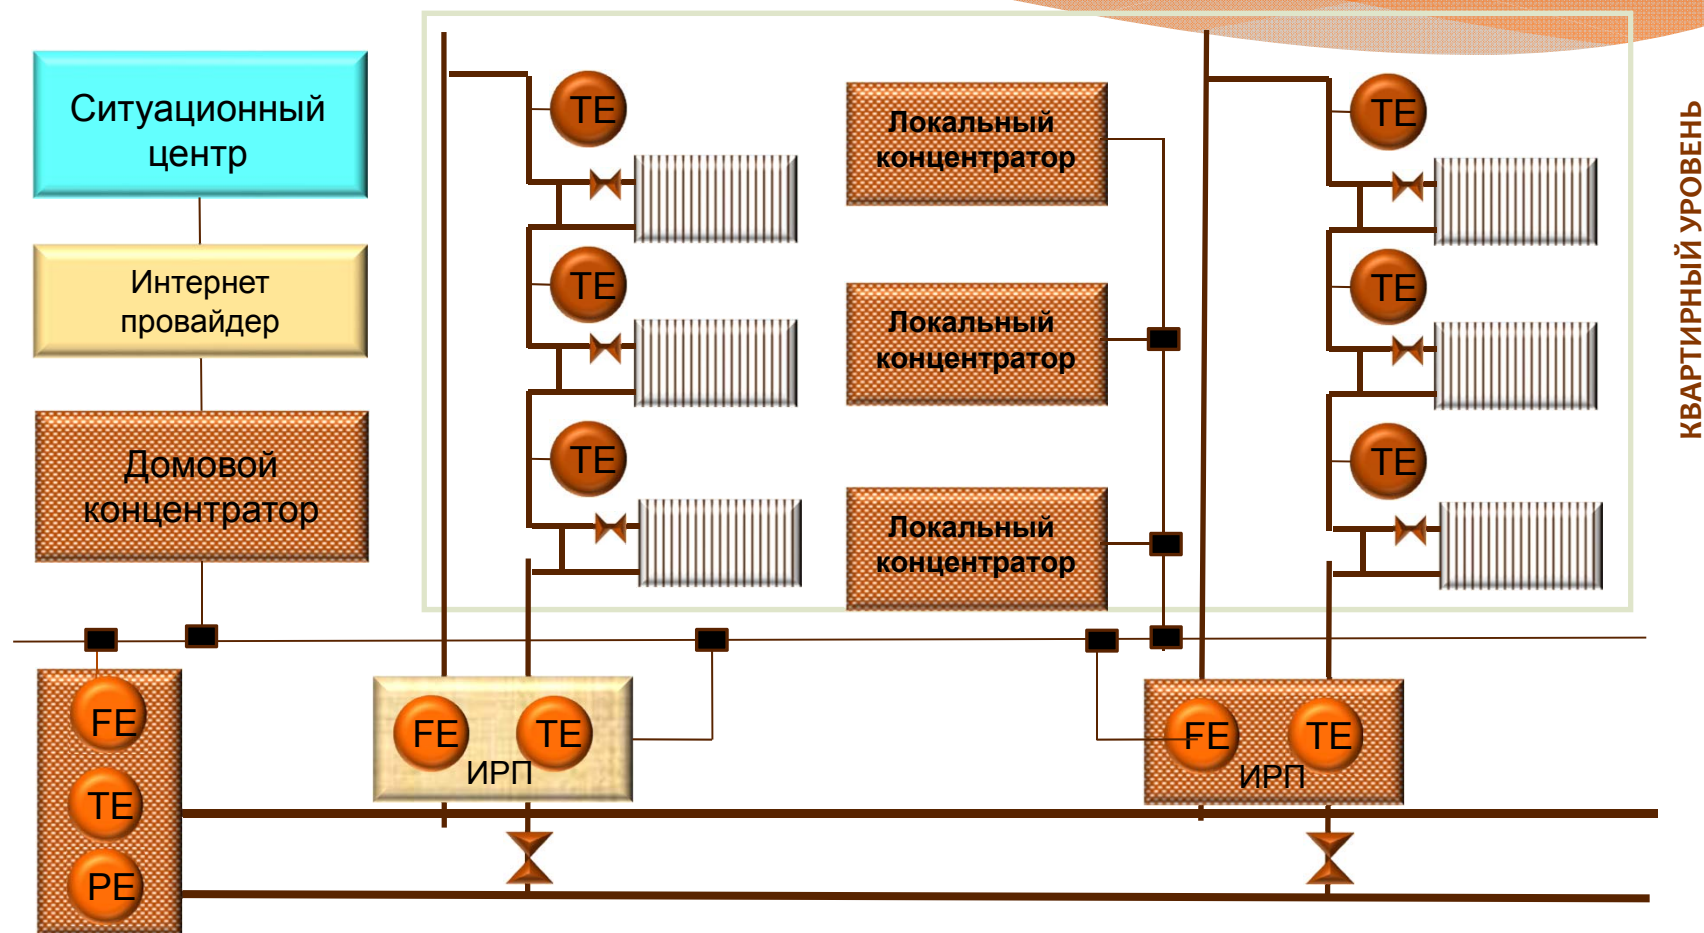 Ситуационный
центр
Интернет
провайдер
Домовой
концентратор
TE
TE
TE
Локальный
концентратор
Локальный
концентратор
Локальный
концентратор
TE
TE
TE
КВАРТИРНЫЙ УРОВЕНЬ
FE
TE
PE
FE
TE
ИРП
FE
TE
ИРП